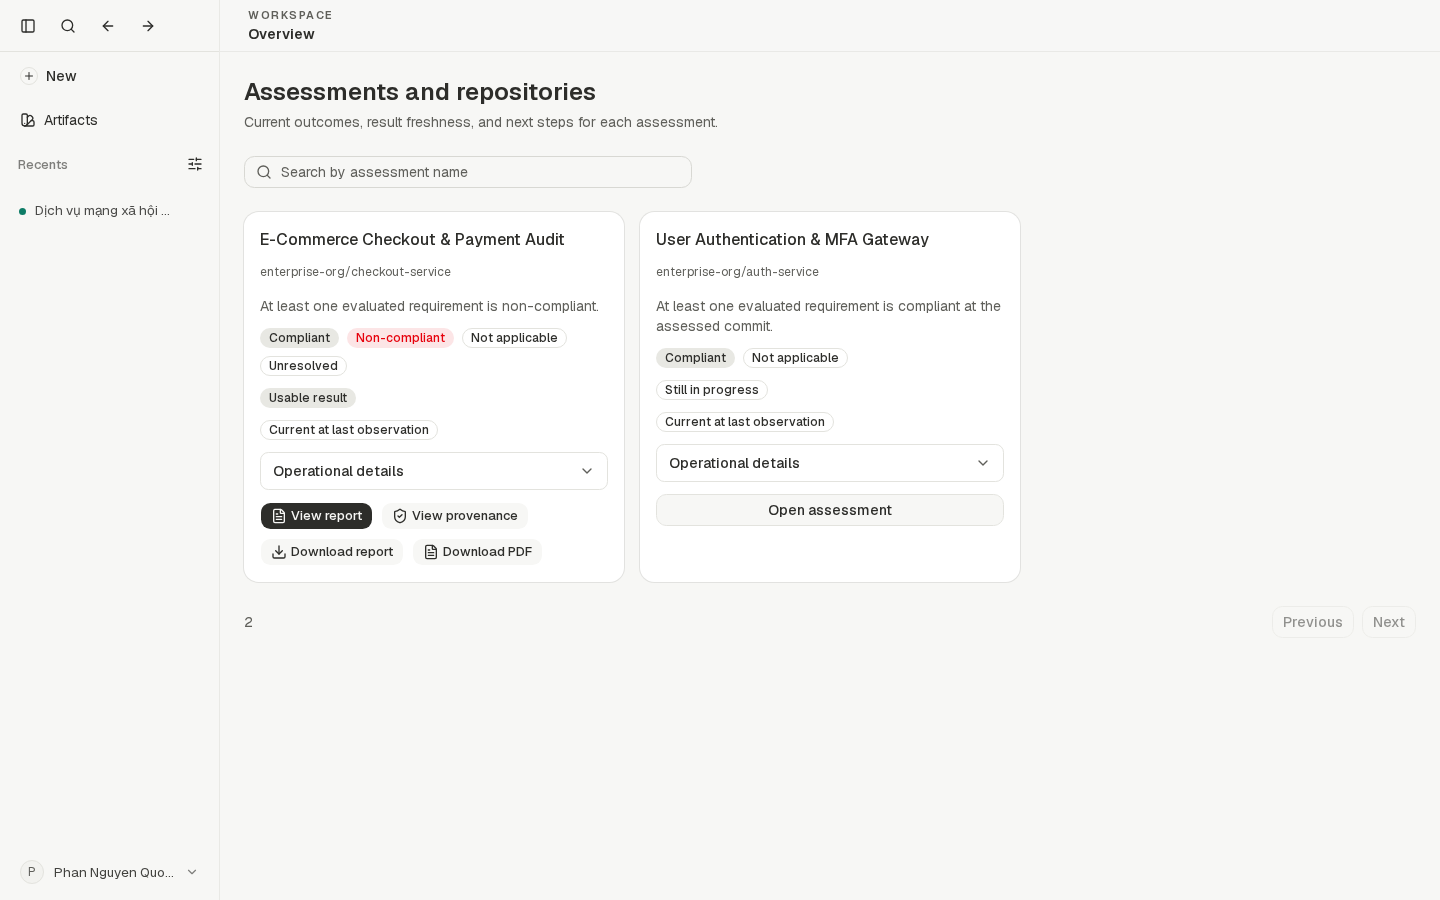 WORKSPACE
Overview
New
Artifacts
Recents
Dịch vụ mạng xã hội ...
Assessments and repositories
Current outcomes, result freshness, and next steps for each assessment.
Search by assessment name
E-Commerce Checkout & Payment Audit
enterprise-org/checkout-service
At least one evaluated requirement is non-compliant.
Compliant Non-compliant Not applicable
Unresolved
Usable result
Current at last observation
Operational details
View report View provenance
Download report Download PDF
User Authentication & MFA Gateway
enterprise-org/auth-service
At least one evaluated requirement is compliant at the
assessed commit.
Compliant Not applicable
Still in progress
Current at last observation
Operational details
Open assessment
2
Previous Next
P Phan Nguyen Quo...